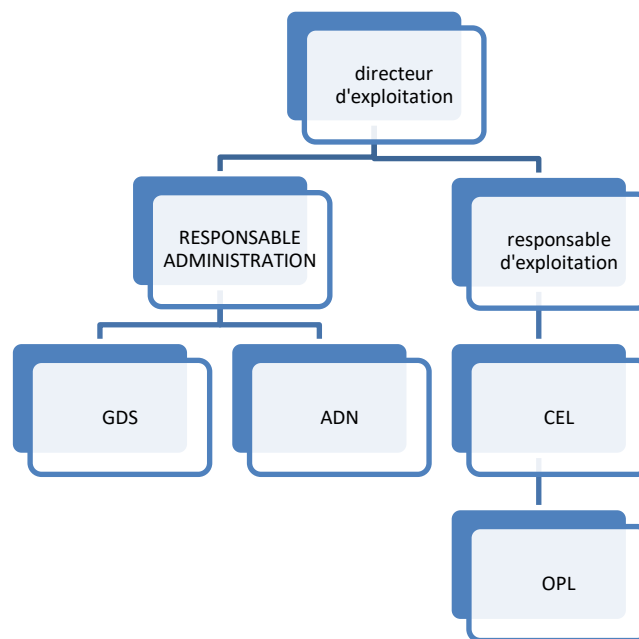 directeur
d'exploitation
RESPONSABLE
ADMINISTRATION
responsable
d'exploitation
GDS
ADN
CEL
OPL